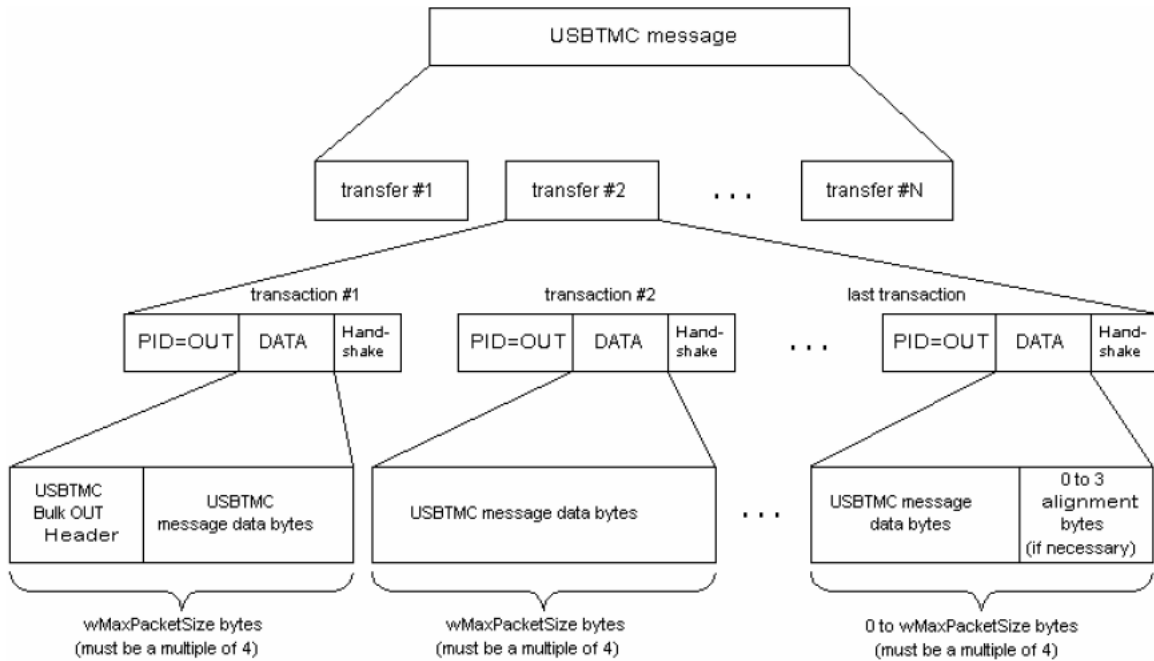 USBTMC message
transfer #1
transfer #2
. . .
transfer #N
transaction #1
transaction #2
last transaction
PID=OUT
DATA
Hand-
shake
PID=OUT
DATA
Hand-
shake
. . .
PID=OUT
DATA
Hand-
shake
USBTMC
Bulk OUT
Header
USBTMC
message data bytes
USBTMC message data bytes
. . .
USBTMC message
data bytes
0 to 3
alignment
bytes
(if necessary)
wMaxPacketSize bytes
(must be a multiple of 4)
wMaxPacketSize bytes
(must be a multiple of 4)
0 to wMaxPacketSize bytes
(must be a multiple of 4)